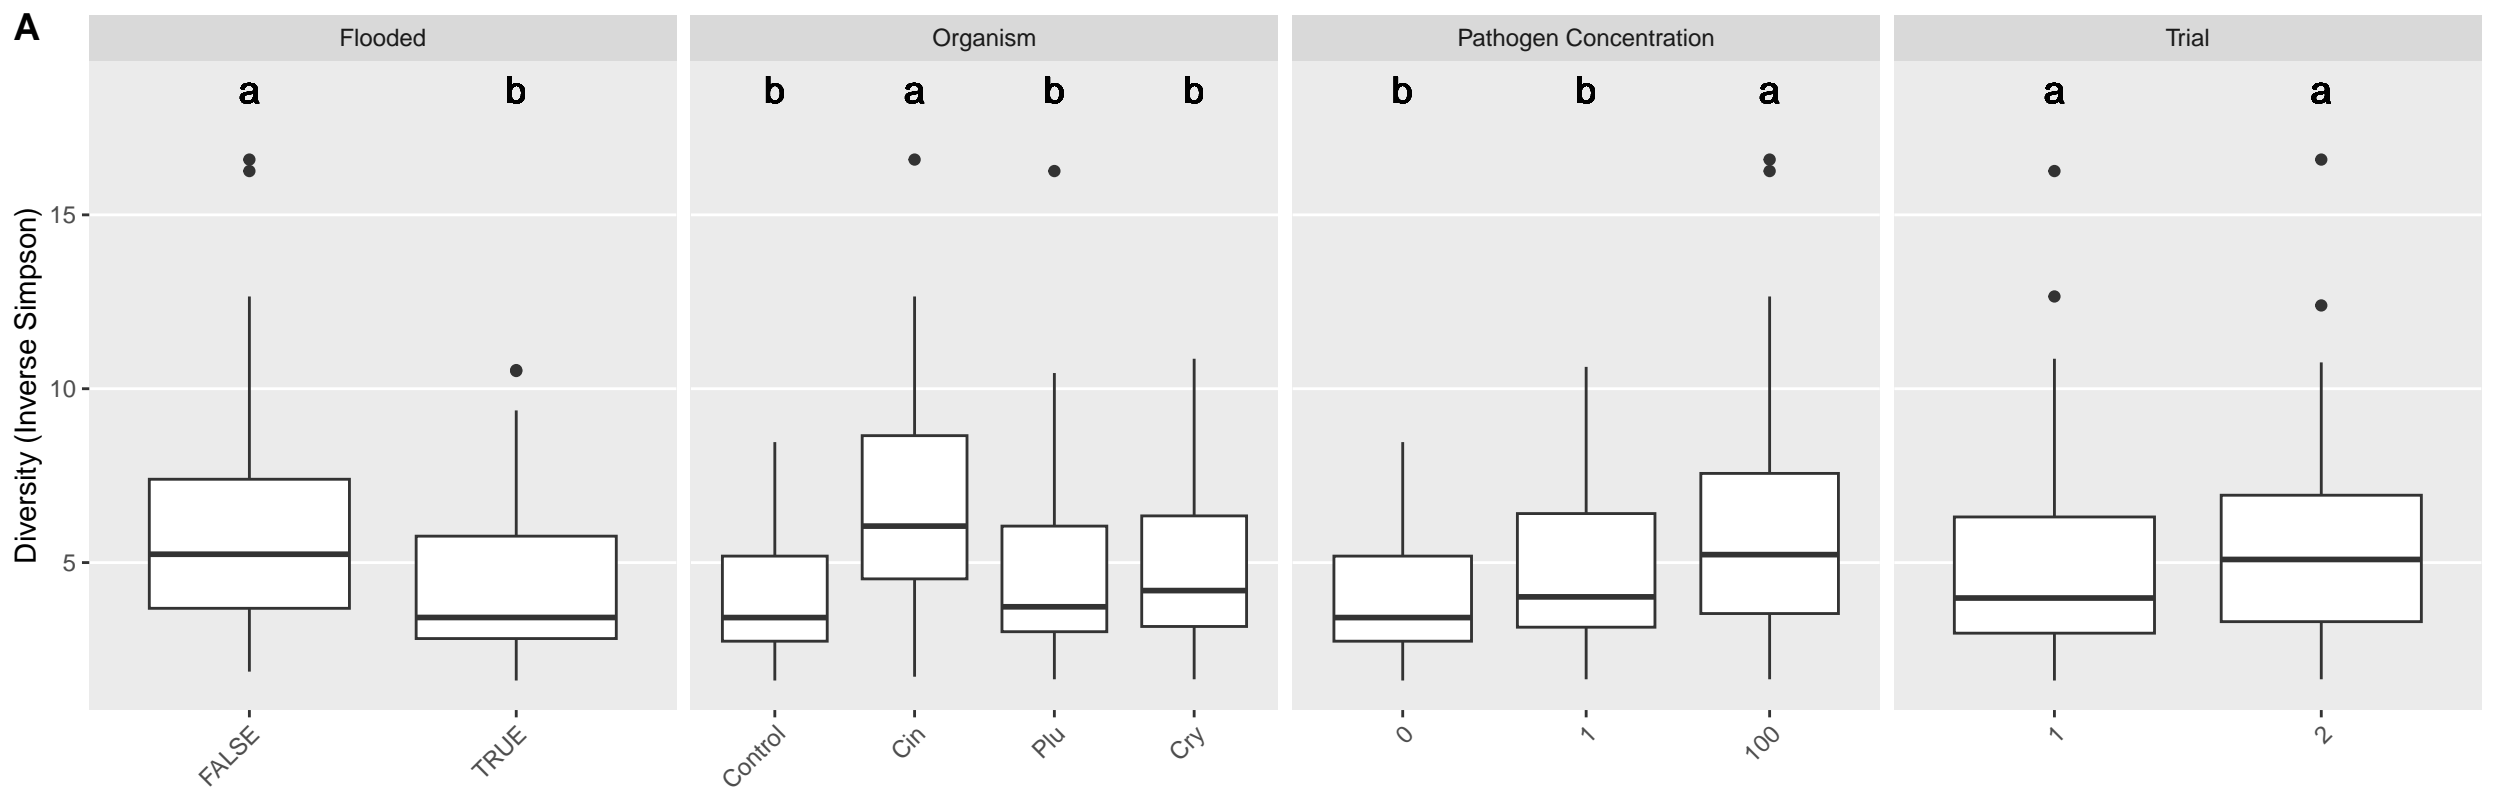 A
Flooded
Organism
Pathogen Concentration
Trial
a b
b a b b
b b a
a a
Diversity (Inverse Simpson)
15
10
5
FALSE TRUE
Control Cin Plu Cry
0 1 100
1 2